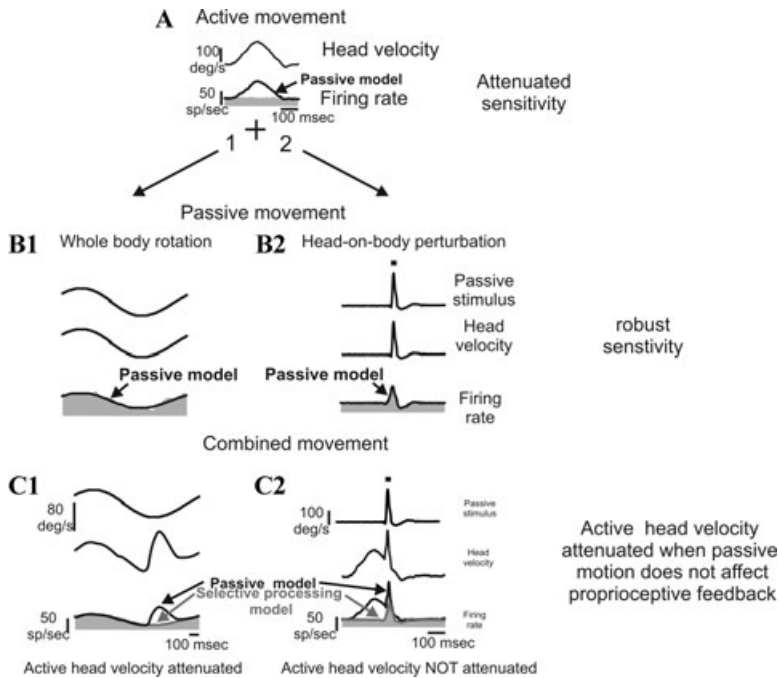 A Active movement
100
deg/s
Head velocity
Passive model
50
sp/sec
Firing rate
100 msec
Attenuated
sensitivity
1 + 2
Passive movement
B1 Whole body rotation
B2 Head-on-body perturbation
Passive
stimulus
Head
velocity
robust
senstivity
Passive model
Passive model
Firing
rate
Combined movement
C1
80
deg/s
C2
100
deg/s
Passive
stimulus
Head
velocity
Active head velocity
attenuated when passive
motion does not affect
proprioceptive feedback
Passive model
Selective processing
model
50
sp/sec
100 msec
50
sp/sec
Firing
rate
100 msec
Active head velocity attenuated
Active head velocity NOT attenuated